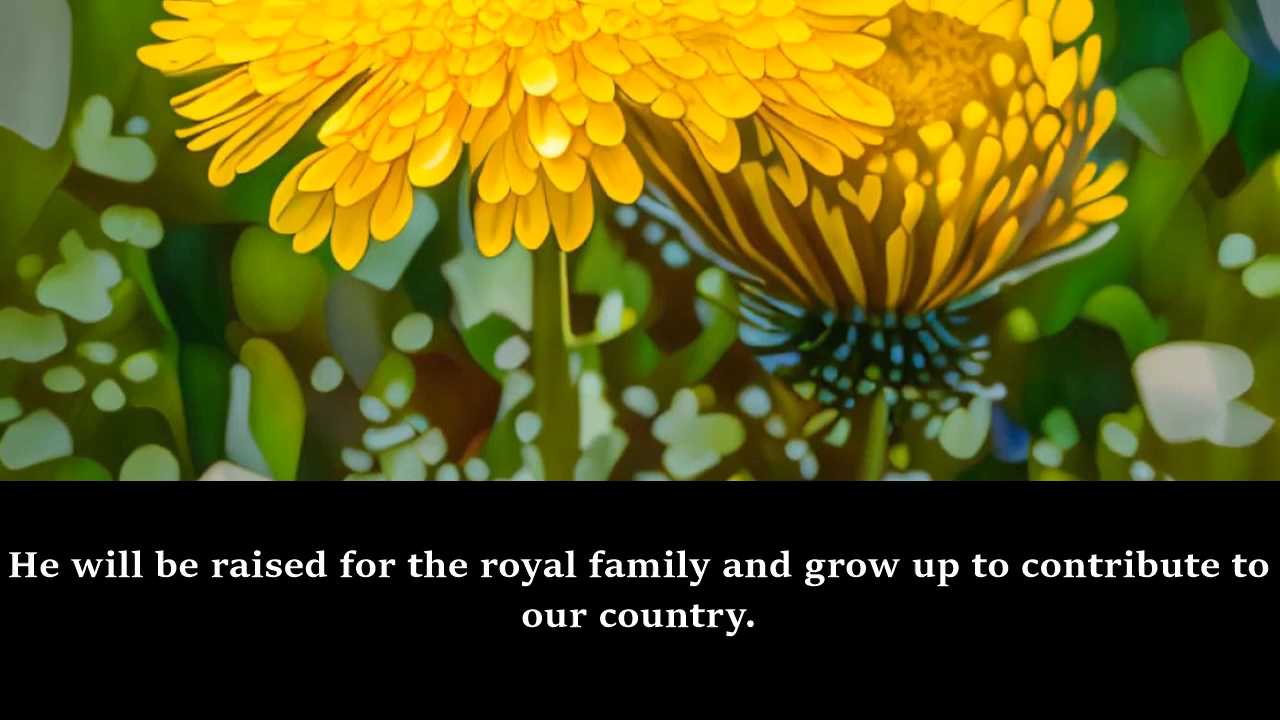 He will be raised for the royal family and grow up to contribute to
our country.